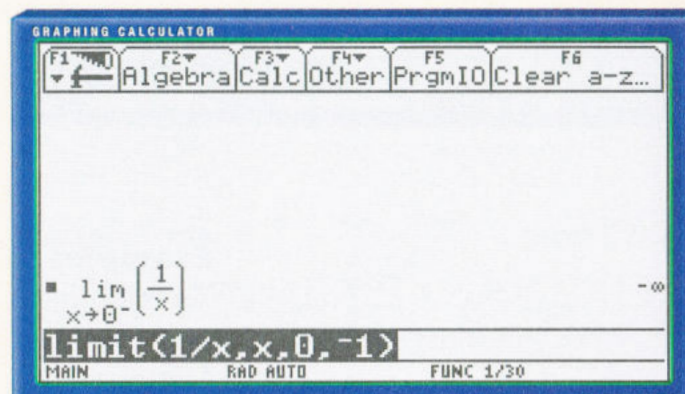 GRAPHING CALCULATOR
F1 F2 F3 F4 F5 F6
Algebra Calc Other PrgmIO Clear a-z…
■ lim x→0⁻ (1/x) -∞
limit(1/x,x,0,⁻1)
MAIN RAD AUTO FUNC 1/30